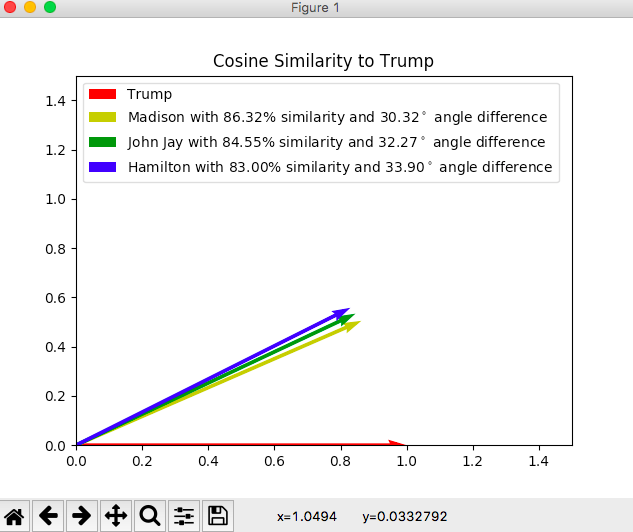 Figure 1
Cosine Similarity to Trump
Trump
Madison with 86.32% similarity and 30.32° angle difference
John Jay with 84.55% similarity and 32.27° angle difference
Hamilton with 83.00% similarity and 33.90° angle difference
1.4
1.2
1.0
0.8
0.6
0.4
0.2
0.0
0.0 0.2 0.4 0.6 0.8 1.0 1.2 1.4
x=1.0494 y=0.0332792